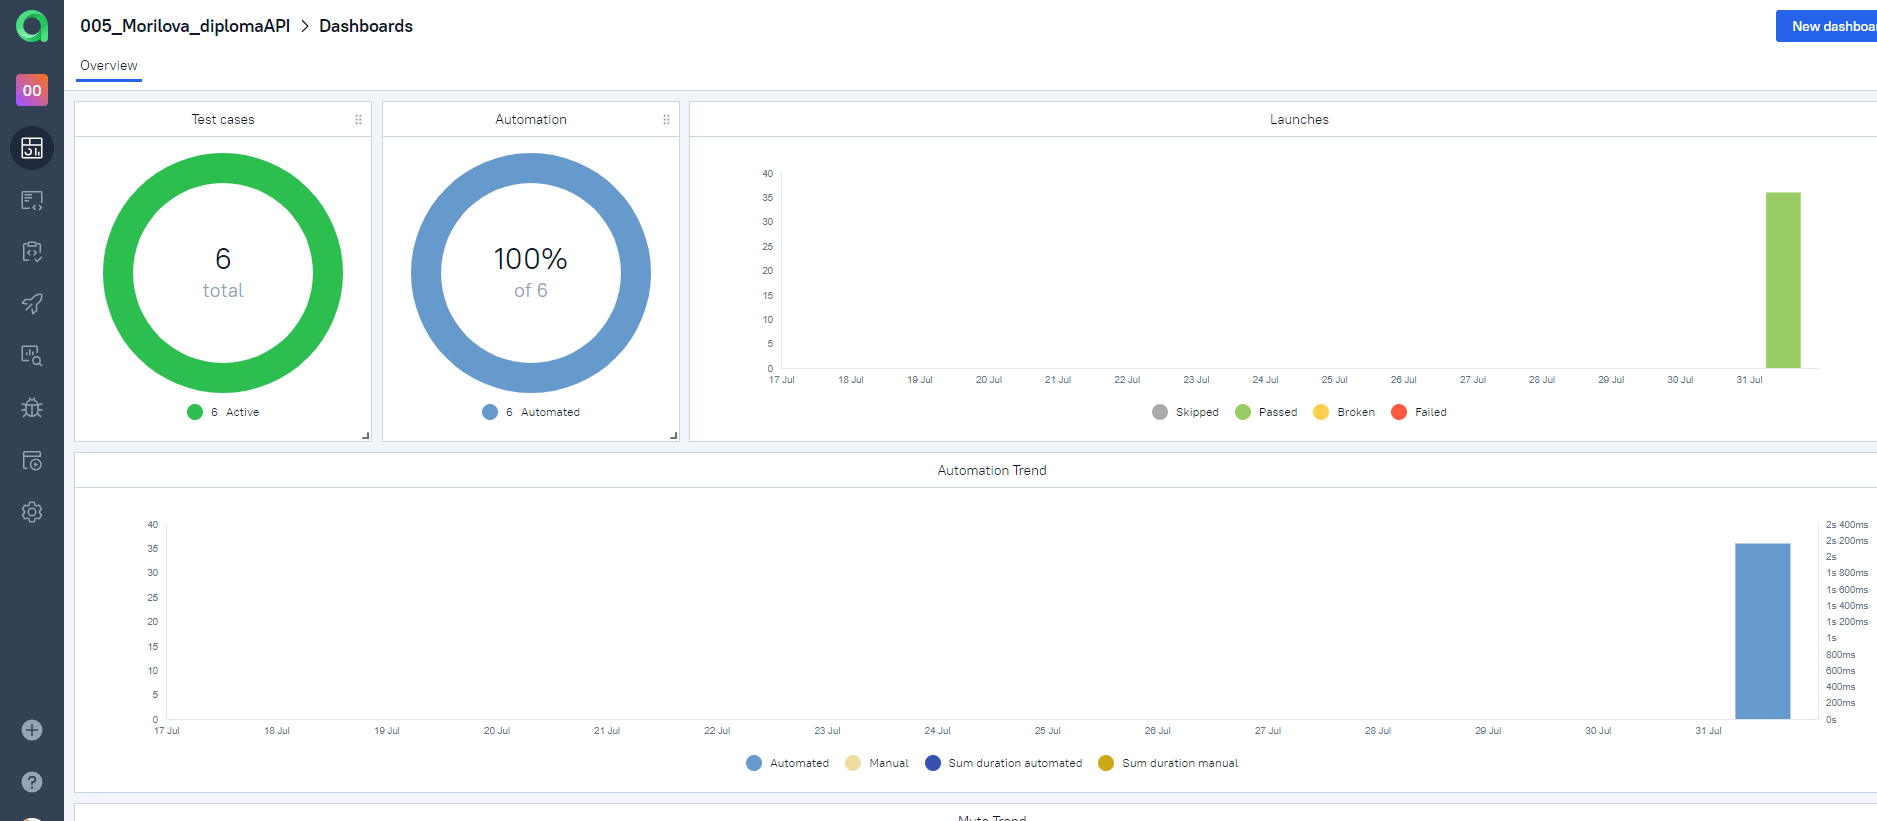 005_Morilova_diplomaAPI > Dashboards
New dashboa
Overview
00
Test cases
6
total
6 Active
Automation
100%
of 6
6 Automated
Launches
40
35
30
25
20
15
10
5
0
17 Jul 18 Jul 19 Jul 20 Jul 21 Jul 22 Jul 23 Jul 24 Jul 25 Jul 26 Jul 27 Jul 28 Jul 29 Jul 30 Jul 31 Jul
Skipped Passed Broken Failed
Automation Trend
40
35
30
25
20
15
10
5
0
2s 400ms
2s 200ms
2s
1s 800ms
1s 600ms
1s 400ms
1s 200ms
1s
800ms
600ms
400ms
200ms
0s
17 Jul 18 Jul 19 Jul 20 Jul 21 Jul 22 Jul 23 Jul 24 Jul 25 Jul 26 Jul 27 Jul 28 Jul 29 Jul 30 Jul 31 Jul
Automated Manual Sum duration automated Sum duration manual
Mute Trend